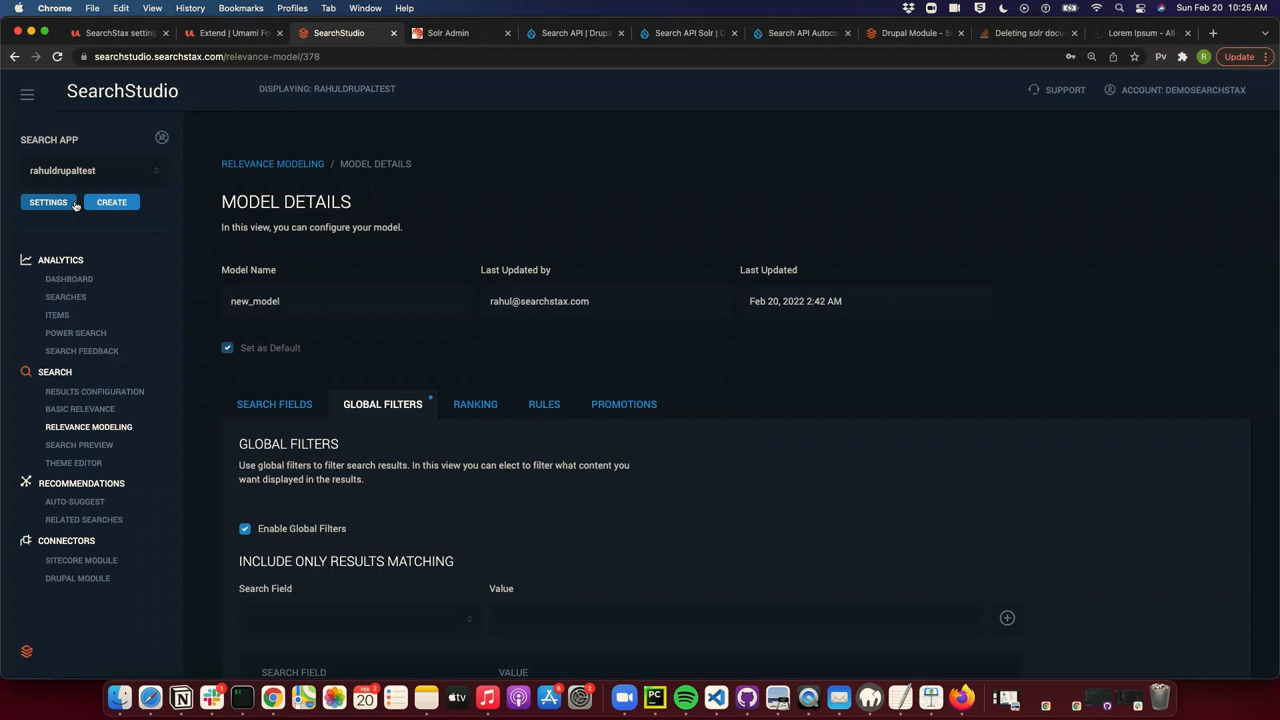 Chrome File Edit View History Bookmarks Profiles Tab Window Help Sun Feb 20 10:25 AM
SearchStax setting Extend | Umami Fo SearchStudio Solr Admin Search API | Drupa Search API Solr | D Search API Autoco Drupal Module - S Deleting solr docu Lorem Ipsum - All
searchstudio.searchstax.com/relevance-model/378 Update
SearchStudio DISPLAYING: RAHULDRUPALTEST SUPPORT ACCOUNT: DEMOSEARCHSTAX
SEARCH APP
rahuldrupaltest
SETTINGS CREATE
ANALYTICS
DASHBOARD
SEARCHES
ITEMS
POWER SEARCH
SEARCH FEEDBACK
SEARCH
RESULTS CONFIGURATION
BASIC RELEVANCE
RELEVANCE MODELING
SEARCH PREVIEW
THEME EDITOR
RECOMMENDATIONS
AUTO-SUGGEST
RELATED SEARCHES
CONNECTORS
SITECORE MODULE
DRUPAL MODULE
RELEVANCE MODELING / MODEL DETAILS
MODEL DETAILS
In this view, you can configure your model.
Model Name Last Updated by Last Updated
new_model rahul@searchstax.com Feb 20, 2022 2:42 AM
Set as Default
SEARCH FIELDS GLOBAL FILTERS RANKING RULES PROMOTIONS
GLOBAL FILTERS
Use global filters to filter search results. In this view you can elect to filter what content you
want displayed in the results.
Enable Global Filters
INCLUDE ONLY RESULTS MATCHING
Search Field Value
SEARCH FIELD VALUE